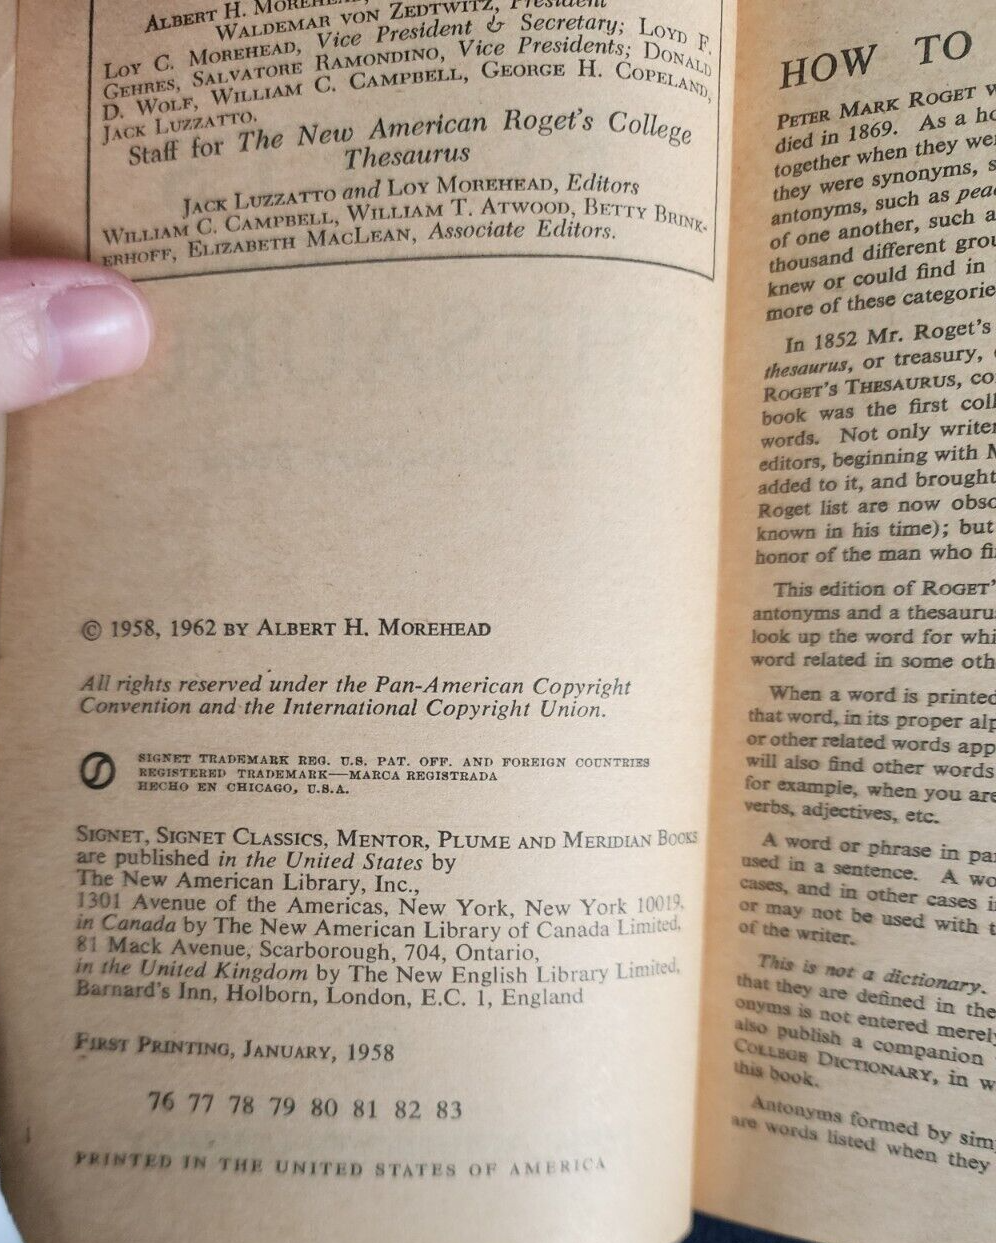 ALBERT H. MOREHEAD,
WALDEMAR VON ZEDTWITZ, President
LOY C. MOREHEAD, Vice President & Secretary; LOYD F.
GEHRES, SALVATORE RAMONDINO, Vice Presidents; DONALD
D. WOLF, WILLIAM C. CAMPBELL, GEORGE H. COPELAND,
JACK LUZZATTO.
Staff for The New American Roget's College
Thesaurus
JACK LUZZATTO and LOY MOREHEAD, Editors
WILLIAM C. CAMPBELL, WILLIAM T. ATWOOD, BETTY BRINK-
ERHOFF, ELIZABETH MACLEAN, Associate Editors.
© 1958, 1962 BY ALBERT H. MOREHEAD
All rights reserved under the Pan-American Copyright
Convention and the International Copyright Union.
SIGNET TRADEMARK REG. U.S. PAT. OFF. AND FOREIGN COUNTRIES
REGISTERED TRADEMARK—MARCA REGISTRADA
HECHO EN CHICAGO, U.S.A.
SIGNET, SIGNET CLASSICS, MENTOR, PLUME AND MERIDIAN BOOKS
are published in the United States by
The New American Library, Inc.,
1301 Avenue of the Americas, New York, New York 10019,
in Canada by The New American Library of Canada Limited,
81 Mack Avenue, Scarborough, 704, Ontario,
in the United Kingdom by The New English Library Limited,
Barnard's Inn, Holborn, London, E.C. 1, England
FIRST PRINTING, JANUARY, 1958
76 77 78 79 80 81 82 83
PRINTED IN THE UNITED STATES OF AMERICA
HOW TO
PETER MARK ROGET
died in 1869. As a
together when they
they were synonyms,
antonyms, such as
of one another, such
thousand different
knew or could find in
more of these
In 1852 Mr. Roget's
thesaurus, or treasury,
ROGET'S THESAURUS,
book was the first
words. Not only
editors, beginning with
added to it, and brought
Roget list are now
known in his time); but
honor of the man who
This edition of
antonyms and a
look up the word for
word related in some
When a word is printed
that word, in its proper
or other related words
will also find other words
for example, when you are
verbs, adjectives, etc.
A word or phrase in
used in a sentence. A
cases, and in other cases
or may not be used with
of the writer.
This is not a dictionary.
that they are defined in the
onyms is not entered merely
also publish a companion
COLLEGE DICTIONARY, in
this book.
Antonyms formed by
are words listed when they